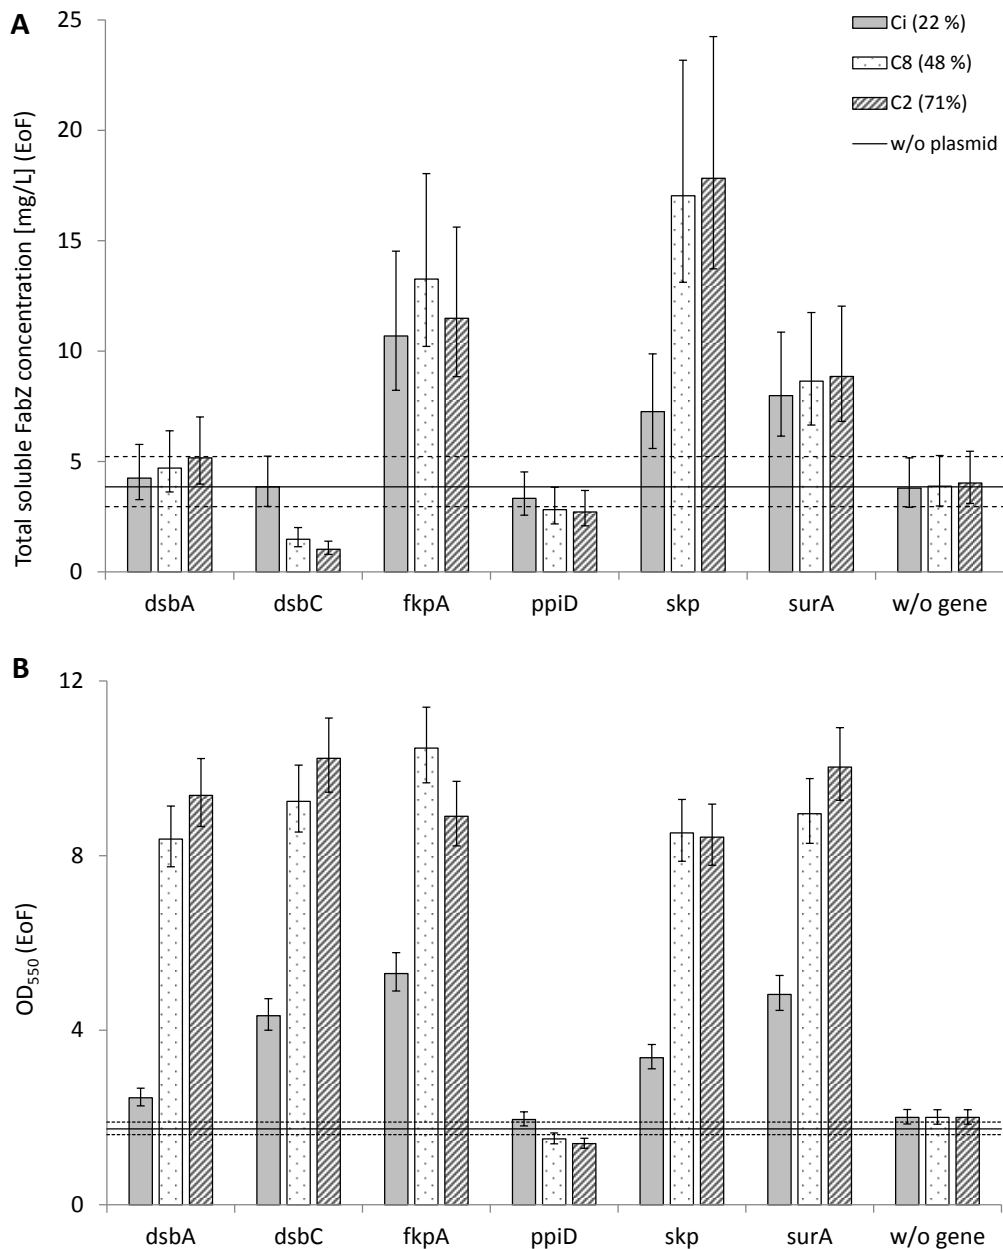 A
25
20
15
10
5
0
Total soluble FabZ concentration [mg/L] (EoF)
Ci (22 %)
C8 (48 %)
C2 (71%)
w/o plasmid
dsbA dsbC fkpA ppiD skp surA w/o gene
B
12
8
4
0
OD550 (EoF)
dsbA dsbC fkpA ppiD skp surA w/o gene